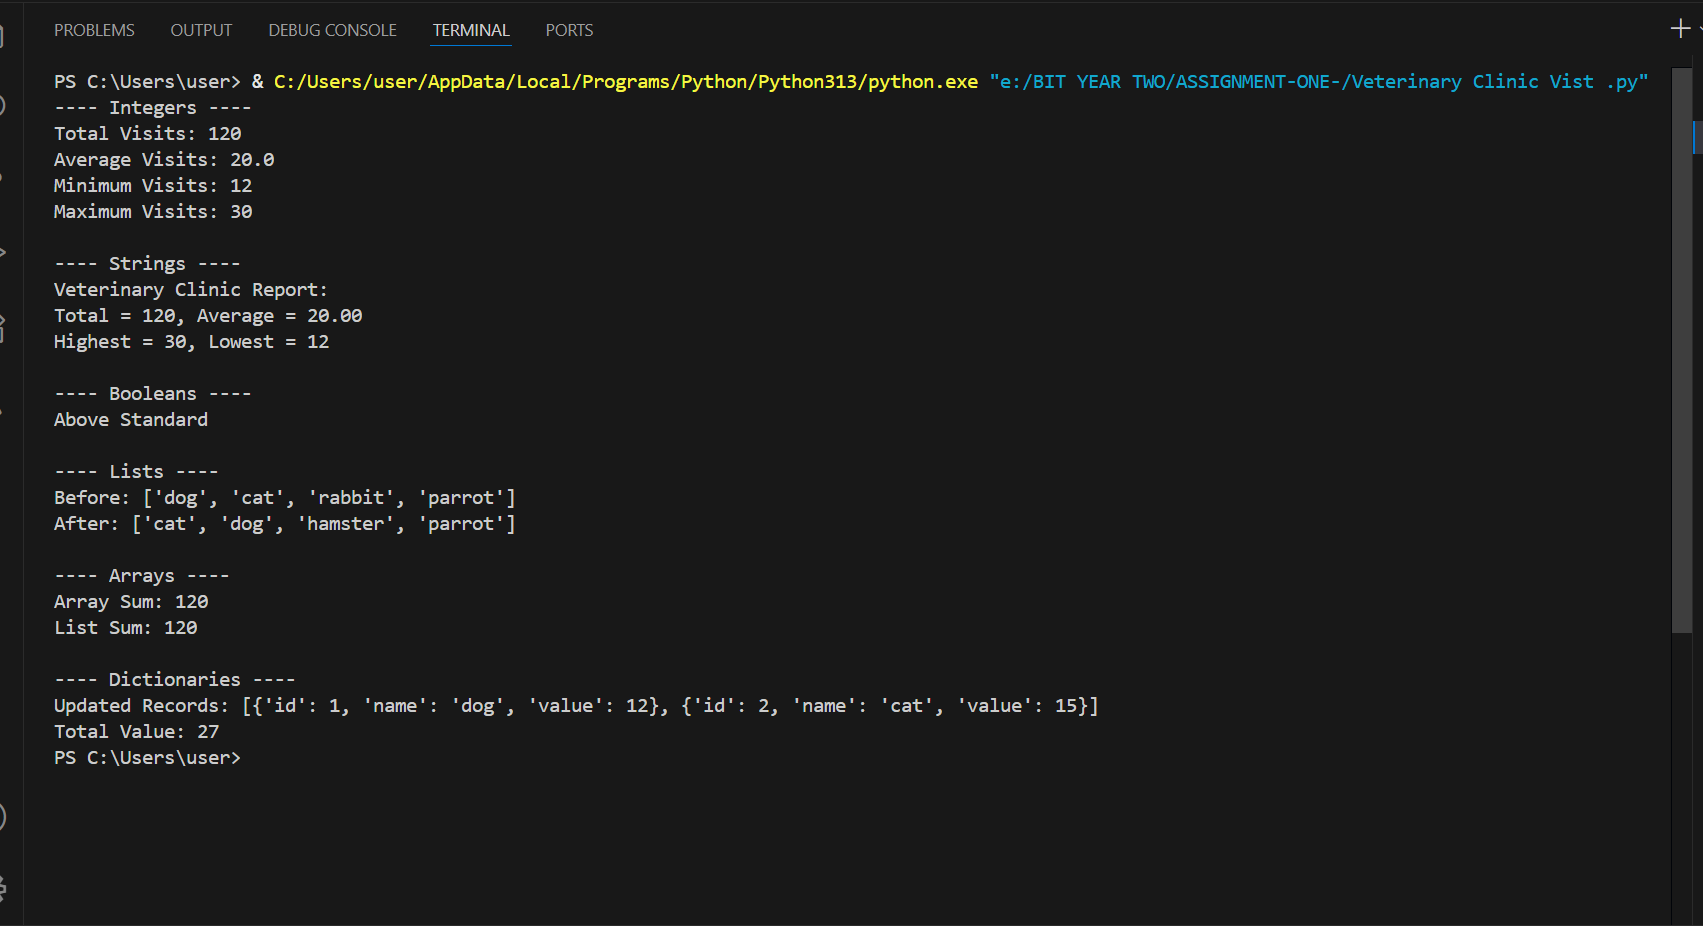 PROBLEMS OUTPUT DEBUG CONSOLE TERMINAL PORTS
PS C:\Users\user> & C:/Users/user/AppData/Local/Programs/Python/Python313/python.exe "e:/BIT YEAR TWO/ASSIGNMENT-ONE-/Veterinary Clinic Vist .py"
---- Integers ----
Total Visits: 120
Average Visits: 20.0
Minimum Visits: 12
Maximum Visits: 30
---- Strings ----
Veterinary Clinic Report:
Total = 120, Average = 20.00
Highest = 30, Lowest = 12
---- Booleans ----
Above Standard
---- Lists ----
Before: ['dog', 'cat', 'rabbit', 'parrot']
After: ['cat', 'dog', 'hamster', 'parrot']
---- Arrays ----
Array Sum: 120
List Sum: 120
---- Dictionaries ----
Updated Records: [{'id': 1, 'name': 'dog', 'value': 12}, {'id': 2, 'name': 'cat', 'value': 15}]
Total Value: 27
PS C:\Users\user>